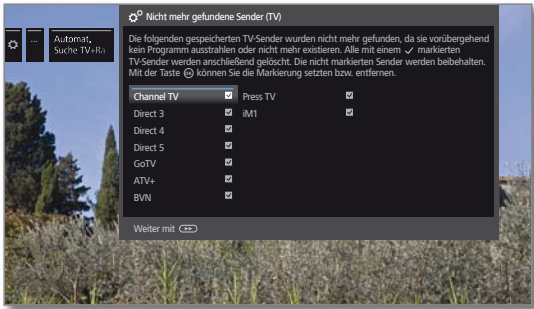 Nicht mehr gefundene Sender (TV)
...
Automat.
Suche TV+Ra
Die folgenden gespeicherten TV-Sender wurden nicht mehr gefunden, da sie vorübergehend
kein Programm ausstrahlen oder nicht mehr existieren. Alle mit einem ✓ markierten
TV-Sender werden anschließend gelöscht. Die nicht markierten Sender werden beibehalten.
Mit der Taste OK können Sie die Markierung setzten bzw. entfernen.
Channel TV
Press TV
Direct 3
iM1
Direct 4
Direct 5
GoTV
ATV+
BVN
Weiter mit